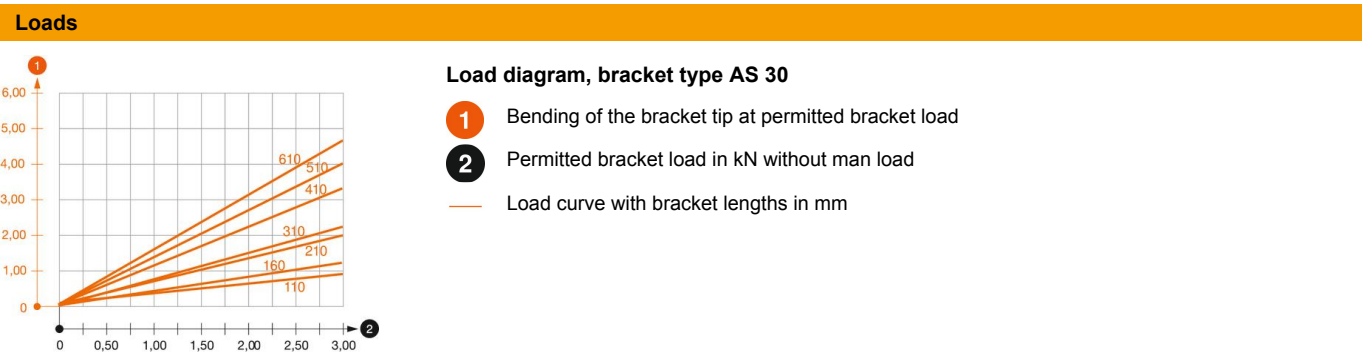 Loads
1
6,00
5,00
4,00
3,00
2,00
1,00
0
610
510
410
310
210
160
110
2
0 0,50 1,00 1,50 2,00 2,50 3,00
Load diagram, bracket type AS 30
1 Bending of the bracket tip at permitted bracket load
2 Permitted bracket load in kN without man load
Load curve with bracket lengths in mm